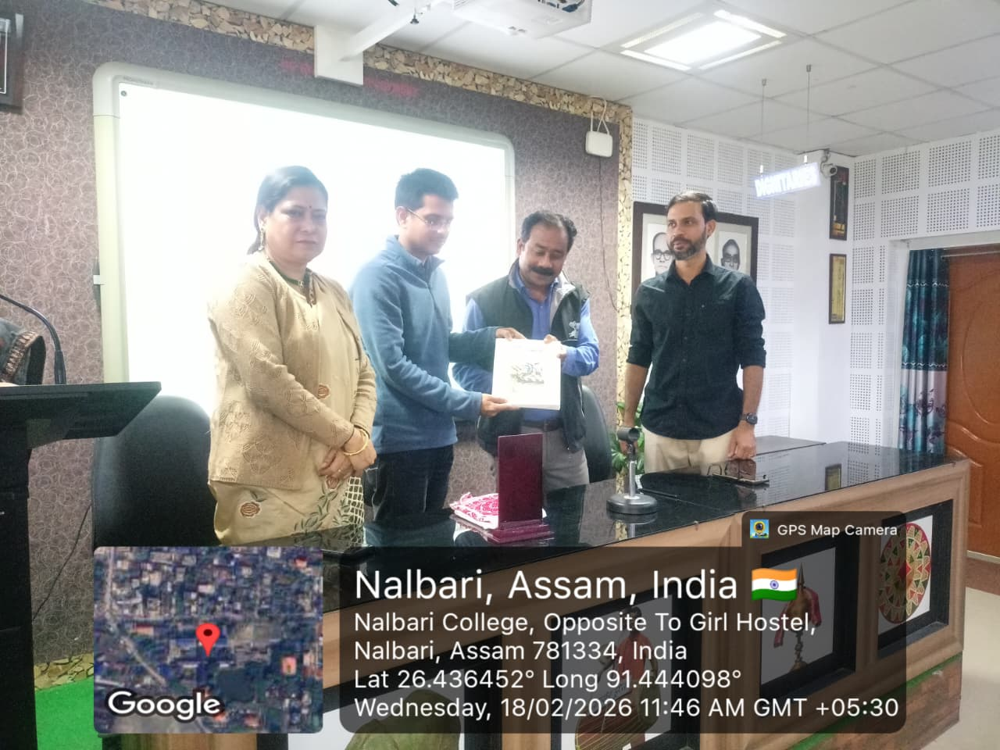 DIGNITARIES
GPS Map Camera
Nalbari, Assam, India
Nalbari College, Opposite To Girl Hostel,
Nalbari, Assam 781334, India
Lat 26.436452° Long 91.444098°
Wednesday, 18/02/2026 11:46 AM GMT +05:30
Google